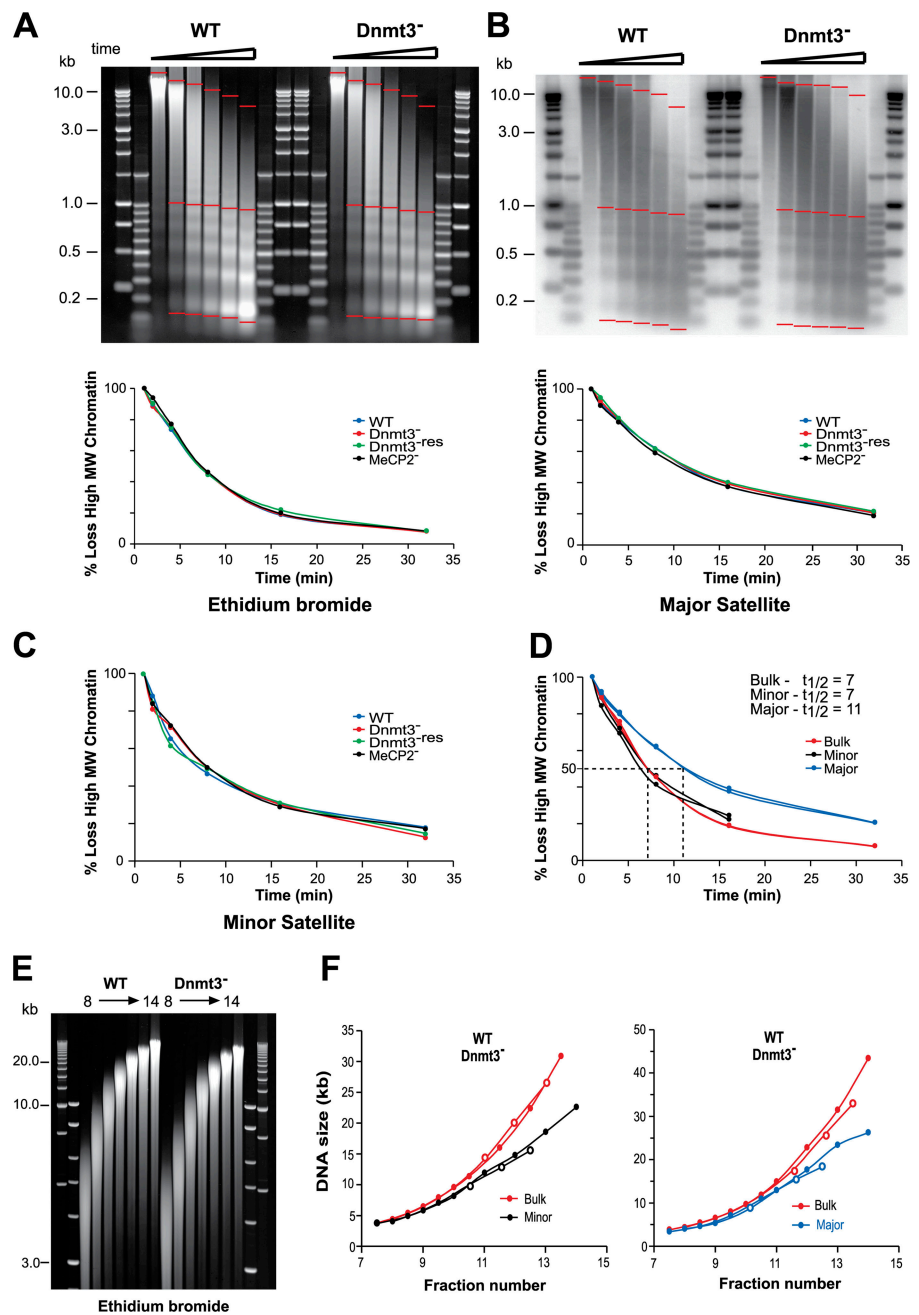 A
WT
Dnmt3-
time
kb
10.0
3.0
1.0
0.5
0.2
% Loss High MW Chromatin
100
0
WT
Dnmt3-
Dnmt3-res
MeCP2-
0 5 10 15 20 25 30 35
Time (min)
Ethidium bromide
B
WT
Dnmt3-
kb
10.0
3.0
1.0
0.5
0.2
% Loss High MW Chromatin
100
0
WT
Dnmt3-
Dnmt3-res
MeCP2-
0 5 10 15 20 25 30 35
Time (min)
Major Satellite
C
% Loss High MW Chromatin
100
0
WT
Dnmt3-
Dnmt3-res
MeCP2-
0 5 10 15 20 25 30 35
Time (min)
Minor Satellite
D
% Loss High MW Chromatin
100
50
0
Bulk - t1/2 = 7
Minor - t1/2 = 7
Major - t1/2 = 11
Bulk
Minor
Major
0 5 10 15 20 25 30 35
Time (min)
E
WT Dnmt3-
8 14 8 14
kb
20.0
10.0
3.0
Ethidium bromide
F
WT
Dnmt3-
DNA size (kb)
35
30
25
20
15
10
5
0
Bulk
Minor
7 9 11 13 15
Fraction number
WT
Dnmt3-
50
45
40
35
30
25
20
15
10
5
0
Bulk
Major
7 9 11 13 15
Fraction number